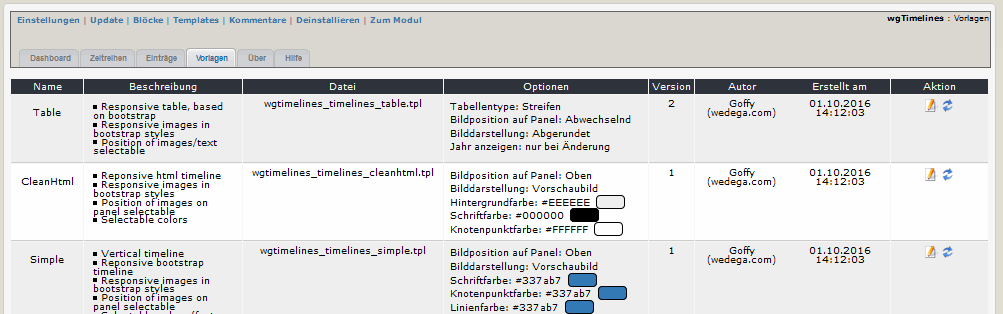 Einstellungen | Update | Blöcke | Templates | Kommentare | Deinstallieren | Zum Modul
wgTimelines : Vorlagen
Dashboard Zeitreihen Einträge Vorlagen Über Hilfe
Name Beschreibung Datei Optionen Version Autor Erstellt am Aktion
Table
Responsive table, based
on bootstrap
Responsive images in
bootstrap styles
Position of images/text
selectable
wgtimelines_timelines_table.tpl
Tabellentype: Streifen
Bildposition auf Panel: Abwechselnd
Bilddarstellung: Abgerundet
Jahr anzeigen: nur bei Änderung
2
Goffy
(wedega.com)
01.10.2016
14:12:03
CleanHtml
Reponsive html timeline
Responsive images in
bootstrap styles
Position of images on
panel selectable
Selectable colors
wgtimelines_timelines_cleanhtml.tpl
Bildposition auf Panel: Oben
Bilddarstellung: Vorschaubild
Hintergrundfarbe: #EEEEEE
Schriftfarbe: #000000
Knotenpunktfarbe: #FFFFFF
1
Goffy
(wedega.com)
01.10.2016
14:12:03
Simple
Vertical timeline
Reponsive bootstrap
timeline
Responsive images in
bootstrap styles
Position of images on
panel selectable
wgtimelines_timelines_simple.tpl
Bildposition auf Panel: Oben
Bilddarstellung: Vorschaubild
Schriftfarbe: #337ab7
Knotenpunktfarbe: #337ab7
Linienfarbe: #337ab7
1
Goffy
(wedega.com)
01.10.2016
14:12:03